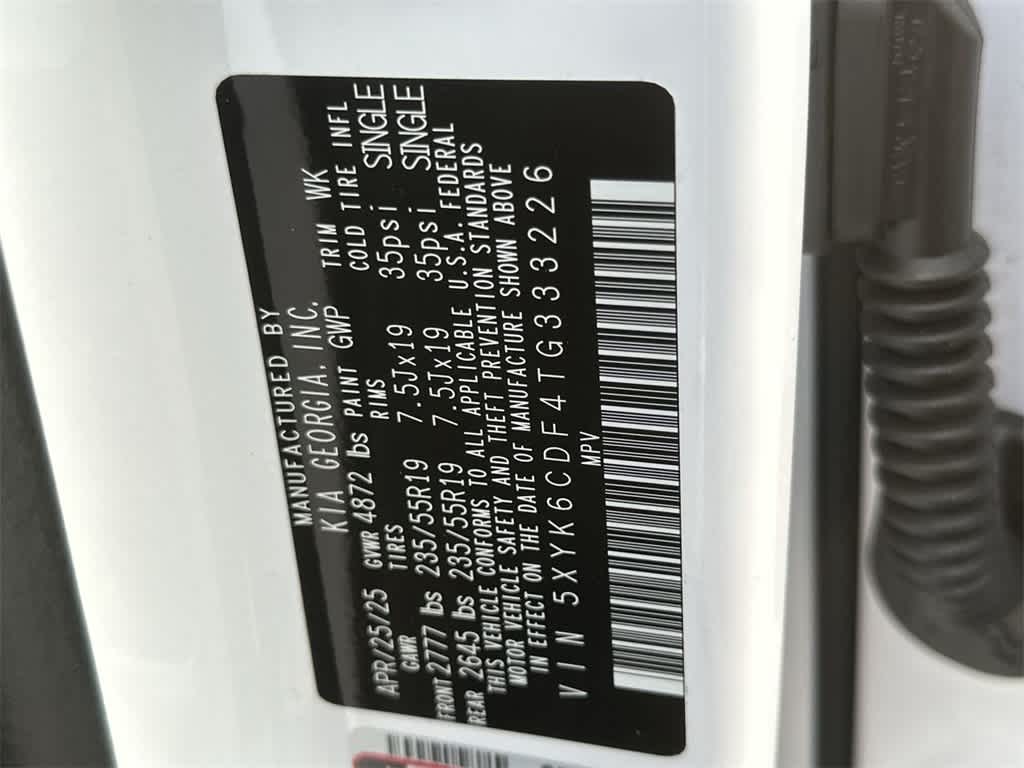 MANUFACTURED BY
KIA GEORGIA, INC.
APR/25/25 GVWR 4872 lbs PAINT GWP TRIM WK
GAWR TIRES RIMS COLD TIRE INFL
FRONT 2777 lbs 235/55R19 7.5Jx19 35psi SINGLE
REAR 2645 lbs 235/55R19 7.5Jx19 35psi SINGLE
THIS VEHICLE CONFORMS TO ALL APPLICABLE U.S.A. FEDERAL
MOTOR VEHICLE SAFETY AND THEFT PREVENTION STANDARDS
IN EFFECT ON THE DATE OF MANUFACTURE SHOWN ABOVE
VIN 5XYK6CDF4TG333226
MPV